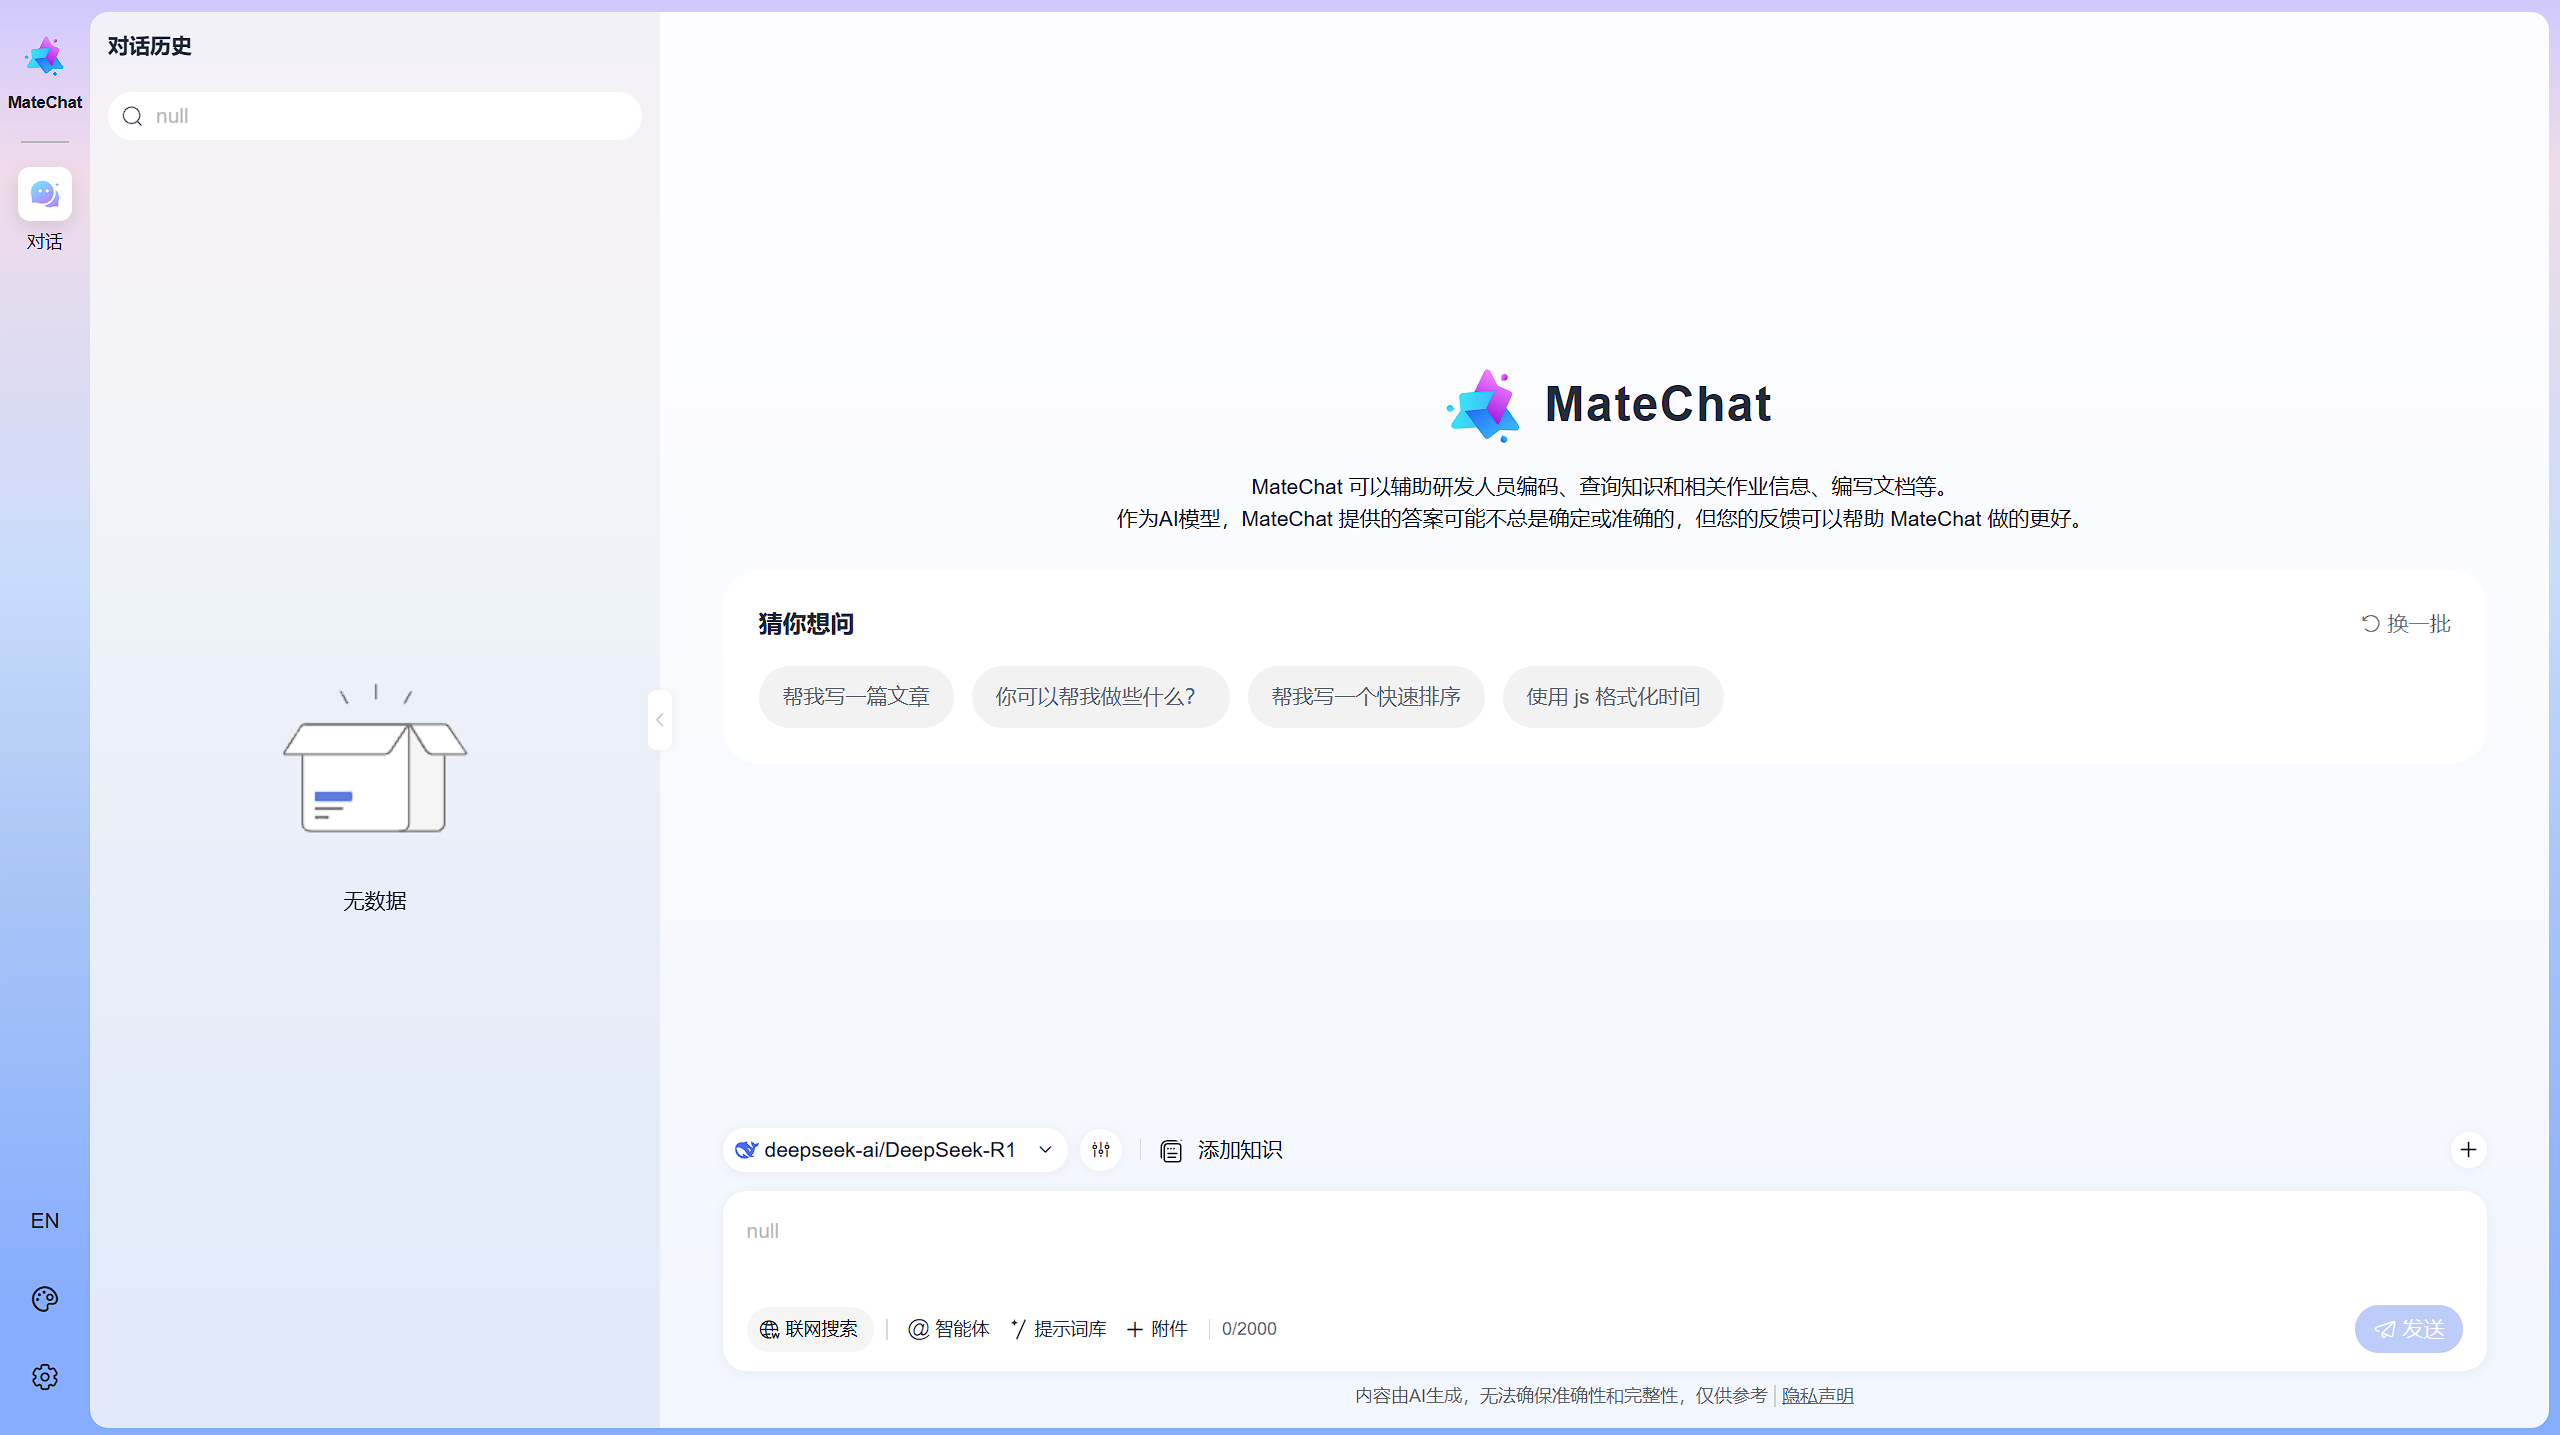 MateChat
对话
EN
对话历史
null
无数据
MateChat
MateChat 可以辅助研发人员编码、查询知识和相关作业信息、编写文档等。
作为AI模型，MateChat 提供的答案可能不总是确定或准确的，但您的反馈可以帮助 MateChat 做的更好。
猜你想问
换一批
帮我写一篇文章
你可以帮我做些什么？
帮我写一个快速排序
使用 js 格式化时间
deepseek-ai/DeepSeek-R1
添加知识
null
联网搜索
@ 智能体
提示词库
附件
0/2000
发送
内容由AI生成，无法确保准确性和完整性，仅供参考 | 隐私声明